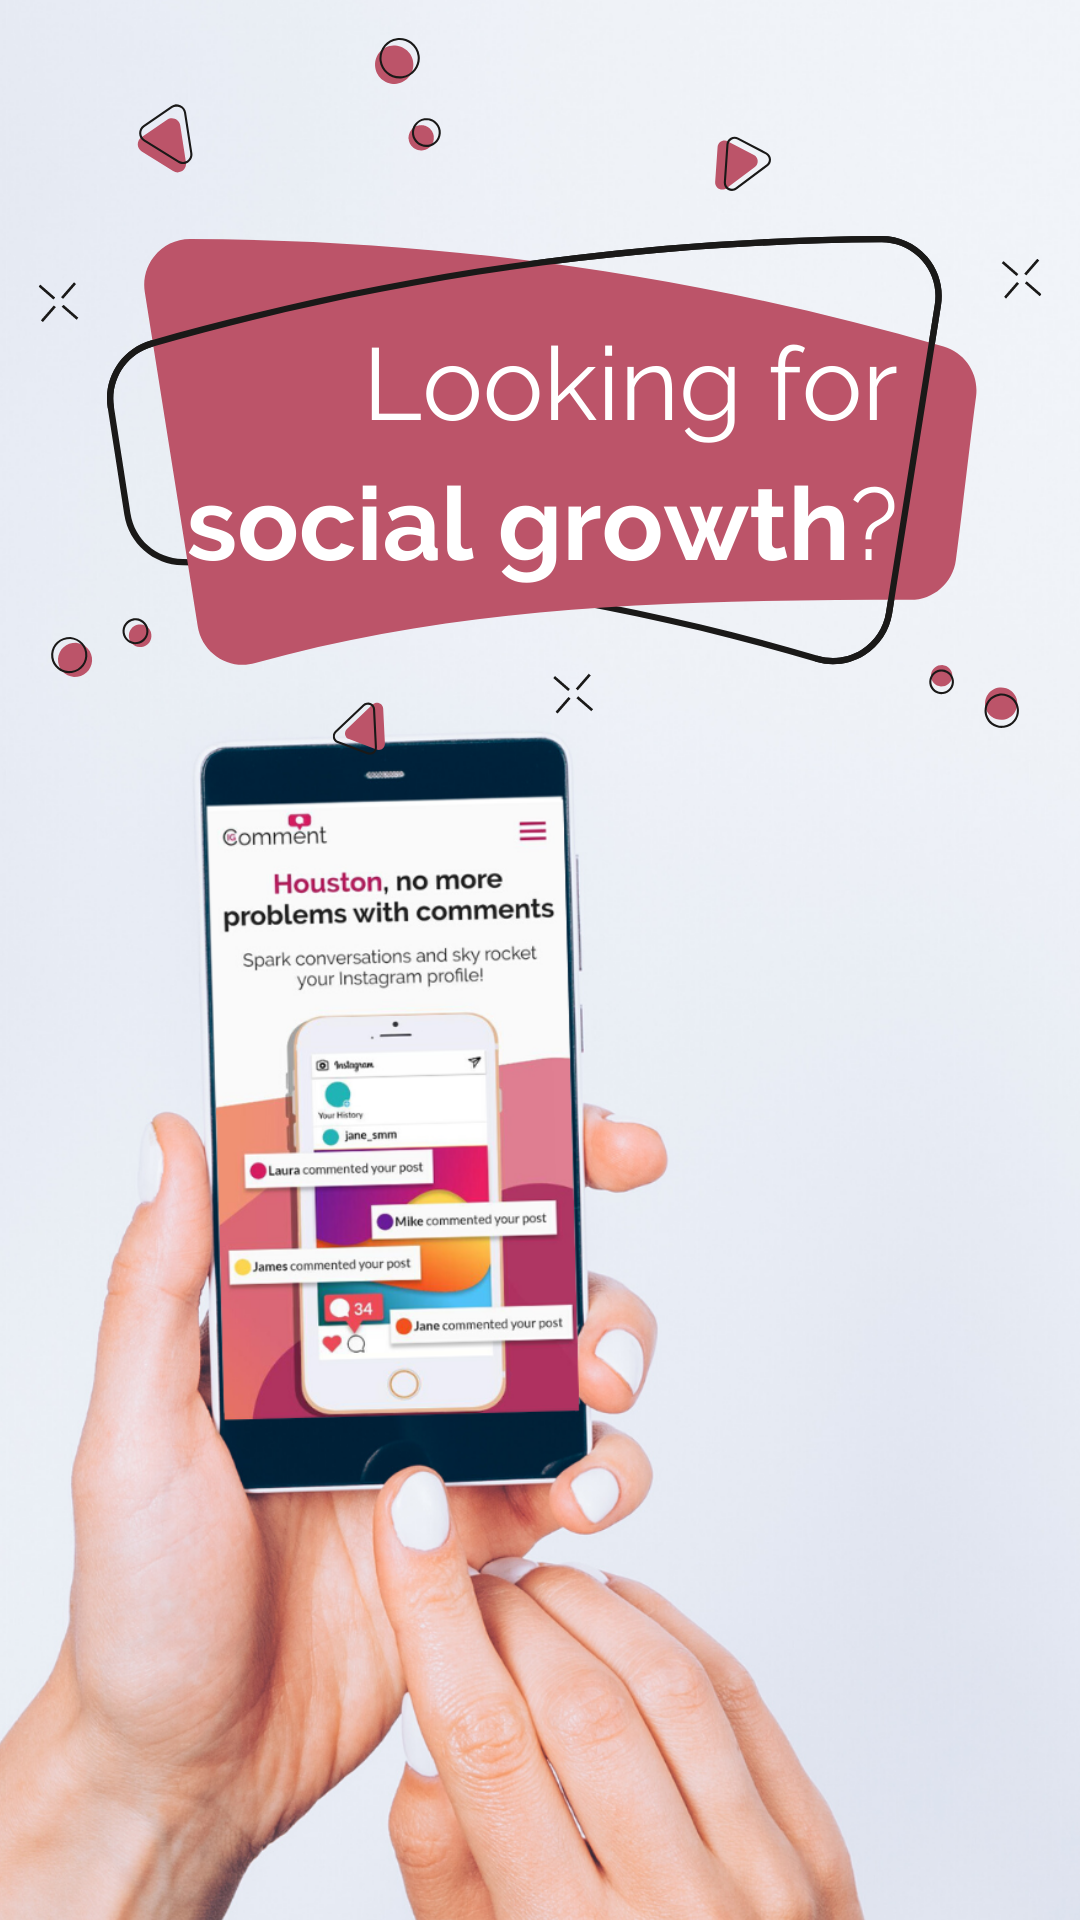 Looking for
social growth?
IGComment
Houston, no more
problems with comments
Spark conversations and sky rocket
your Instagram profile!
Instagram
Your History
jane_smm
Laura commented your post
Mike commented your post
James commented your post
34
Jane commented your post